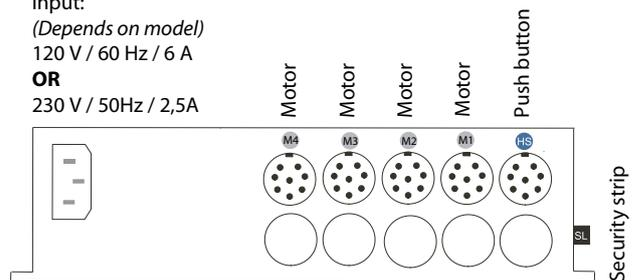 Input:
(Depends on model)
120 V / 60 Hz / 6 A
OR
230 V / 50Hz / 2,5A
Motor
Motor
Motor
Motor
Push button
M4
M3
M2
M1
HS
SL
Security strip